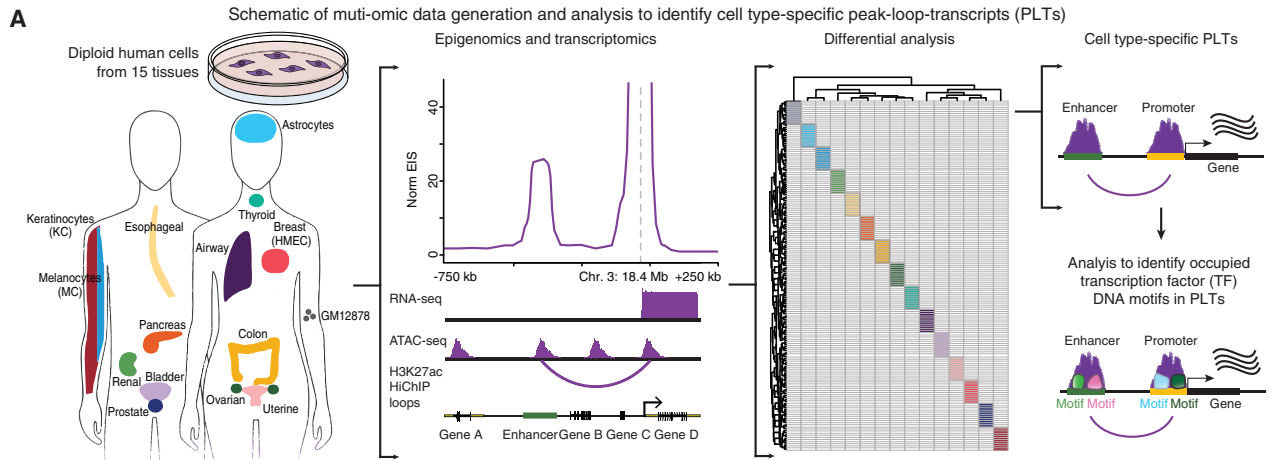 A
Schematic of muti-omic data generation and analysis to identify cell type-specific peak-loop-transcripts (PLTs)
Diploid human cells
from 15 tissues
Astrocytes
Thyroid
Keratinocytes
(KC)
Esophageal
Breast
(HMEC)
Airway
Melanocytes
(MC)
GM12878
Pancreas
Colon
Renal
Bladder
Ovarian
Prostate
Uterine
Epigenomics and transcriptomics
Norm EIS
40
20
0
-750 kb
Chr. 3: 18.4 Mb
+250 kb
RNA-seq
ATAC-seq
H3K27ac
HiChIP
loops
Gene A
Enhancer
Gene B
Gene C
Gene D
Differential analysis
Cell type-specific PLTs
Enhancer
Promoter
Gene
Analysis to identify occupied
transcription factor (TF)
DNA motifs in PLTs
Enhancer
Promoter
Motif Motif
Motif Motif
Gene